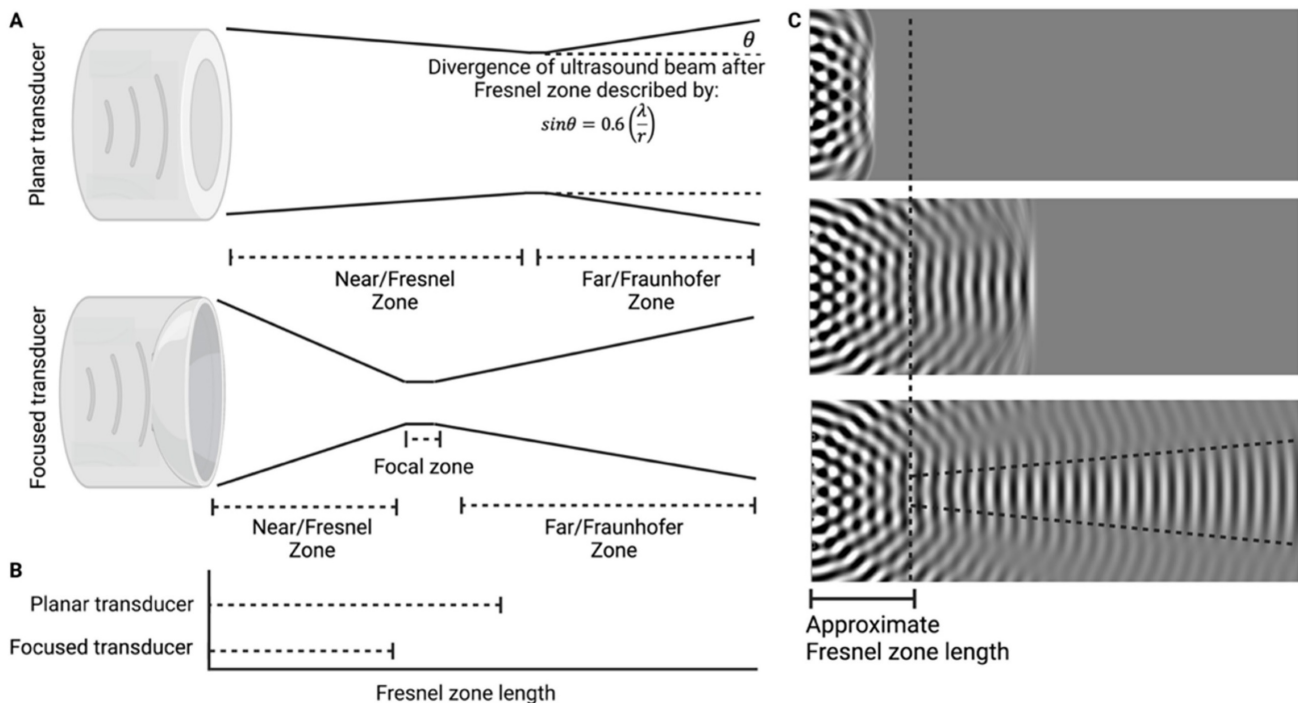 A
Planar transducer
θ
Divergence of ultrasound beam after
Fresnel zone described by:
sinθ = 0.6 (λ/r)
Near/Fresnel
Zone
Far/Fraunhofer
Zone
Focused transducer
Focal zone
Near/Fresnel
Zone
Far/Fraunhofer
Zone
B
Planar transducer
Focused transducer
Fresnel zone length
C
Approximate
Fresnel zone length